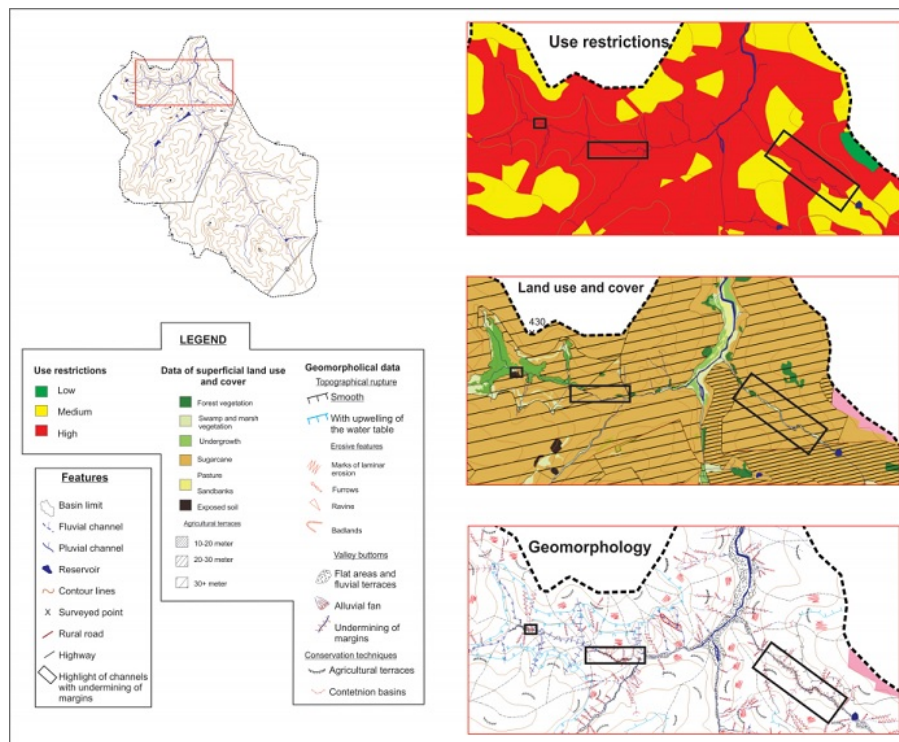 Use restrictions
Land use and cover
430
Geomorphology
LEGEND
Use restrictions
Low
Medium
High
Features
Basin limit
Fluvial channel
Pluvial channel
Reservoir
Contour lines
Surveyed point
Rural road
Highway
Highlight of channels
with undermining of
margins
Data of superficial land use
and cover
Forest vegetation
Swamp and marsh
vegetation
Undergrowth
Sugarcane
Pasture
Sandbanks
Exposed soil
Agricultural terraces
10-20 meter
20-30 meter
30+ meter
Geomorpholical data
Topographical rupture
Smooth
With upwelling of
the water table
Erosive features
Marks of laminar
erosion
Furrows
Ravine
Badlands
Valley buttoms
Flat areas and
fluvial terraces
Alluvial fan
Undermining of
margins
Conservation techniques
Agricultural terraces
Contetnion basins